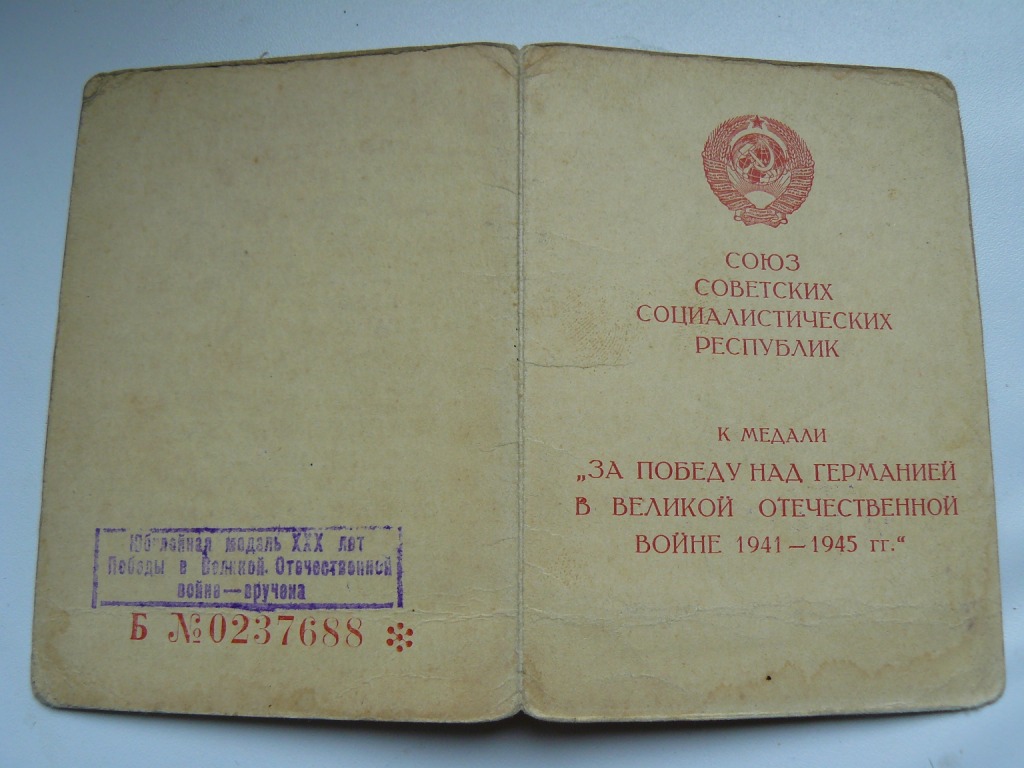 Юбилейная медаль XXX лет
Победы в Великой Отечественной
войне — вручена
Б №0237688
СОЮЗ
СОВЕТСКИХ
СОЦИАЛИСТИЧЕСКИХ
РЕСПУБЛИК
К МЕДАЛИ
„ЗА ПОБЕДУ НАД ГЕРМАНИЕЙ
В ВЕЛИКОЙ ОТЕЧЕСТВЕННОЙ
ВОЙНЕ 1941 — 1945 гг.“